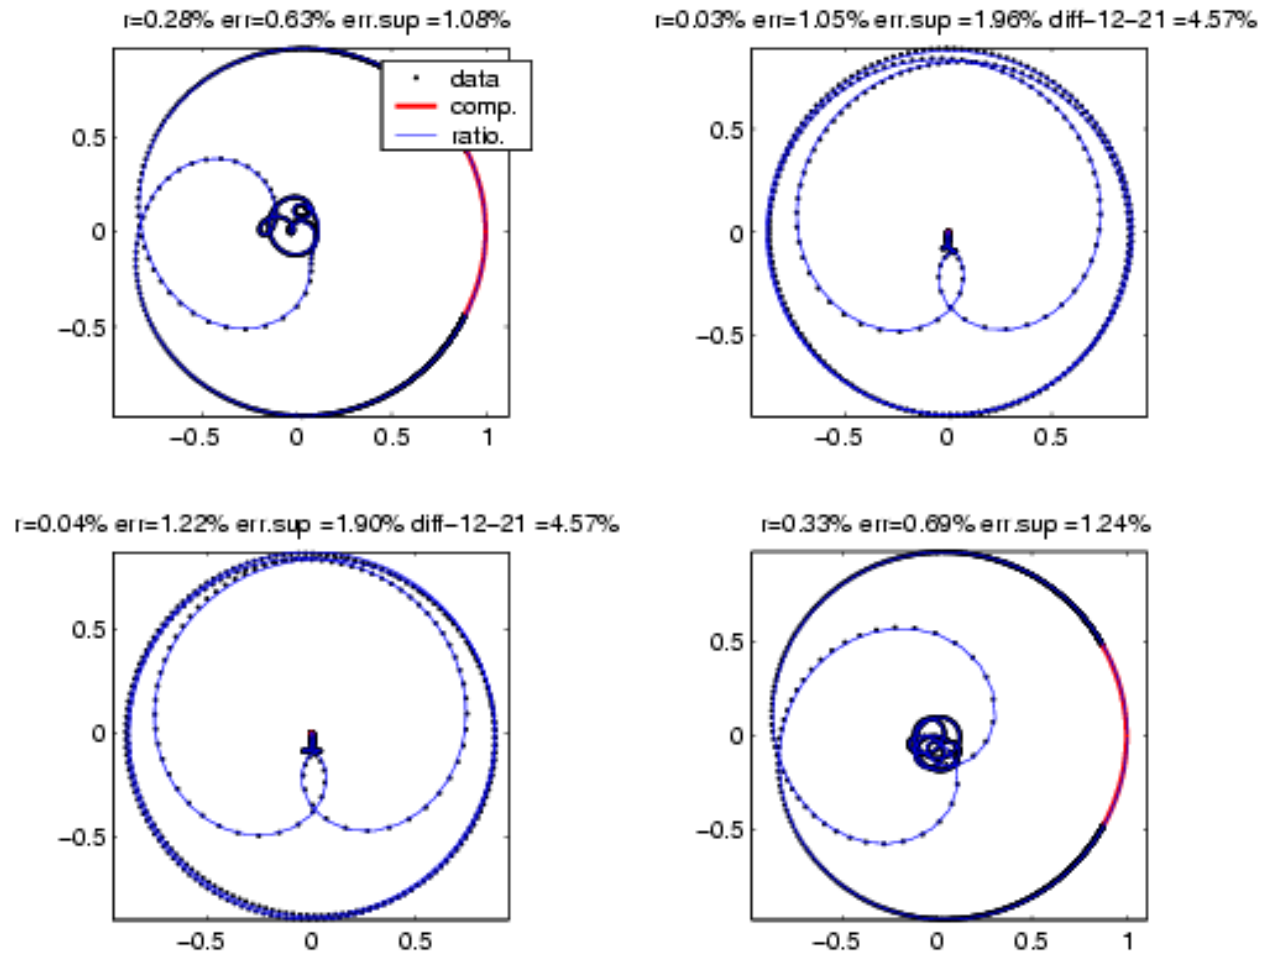 r=0.28% err=0.63% err.sup =1.08%
r=0.03% err=1.05% err.sup =1.96% diff−12−21 =4.57%
data
comp.
ratio.
0.5
0
−0.5
−0.5 0 0.5 1
0.5
0
−0.5
−0.5 0 0.5
r=0.04% err=1.22% err.sup =1.90% diff−12−21 =4.57%
r=0.33% err=0.69% err.sup =1.24%
0.5
0
−0.5
−0.5 0 0.5
0.5
0
−0.5
−0.5 0 0.5 1